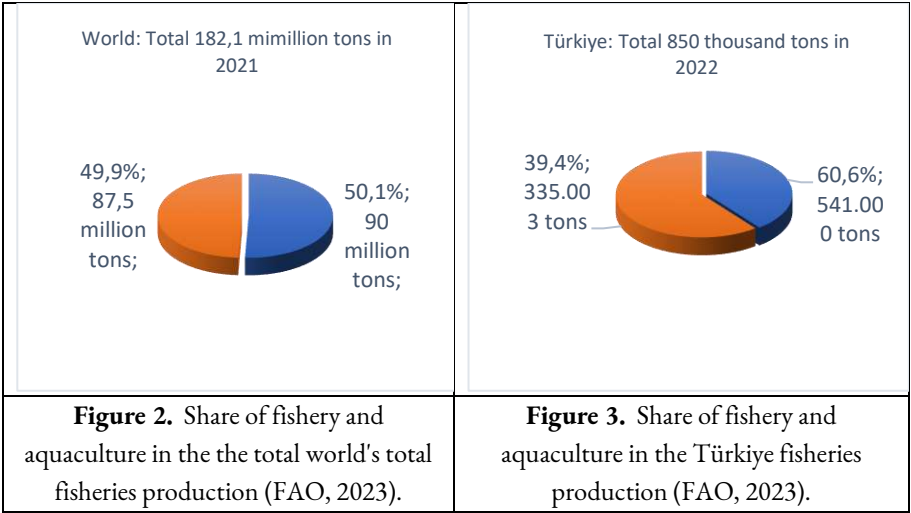 World: Total 182,1 mimillion tons in
2021
49,9%;
87,5
million
tons;
50,1%;
90
million
tons;
Türkiye: Total 850 thousand tons in
2022
39,4%;
335.00
3 tons
60,6%;
541.00
0 tons
Figure 2. Share of fishery and
aquaculture in the the total world's total
fisheries production (FAO, 2023).
Figure 3. Share of fishery and
aquaculture in the Türkiye fisheries
production (FAO, 2023).